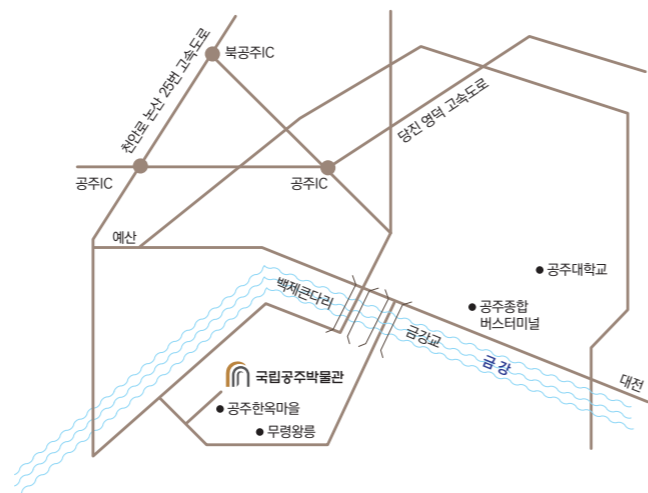 북공주IC
천안로 논산 25번 고속도로
당진 영덕 고속도로
공주IC
공주IC
예산
공주대학교
백제큰다리
공주종합
버스터미널
금강교
금 강
대전
국립공주박물관
공주한옥마을
무령왕릉